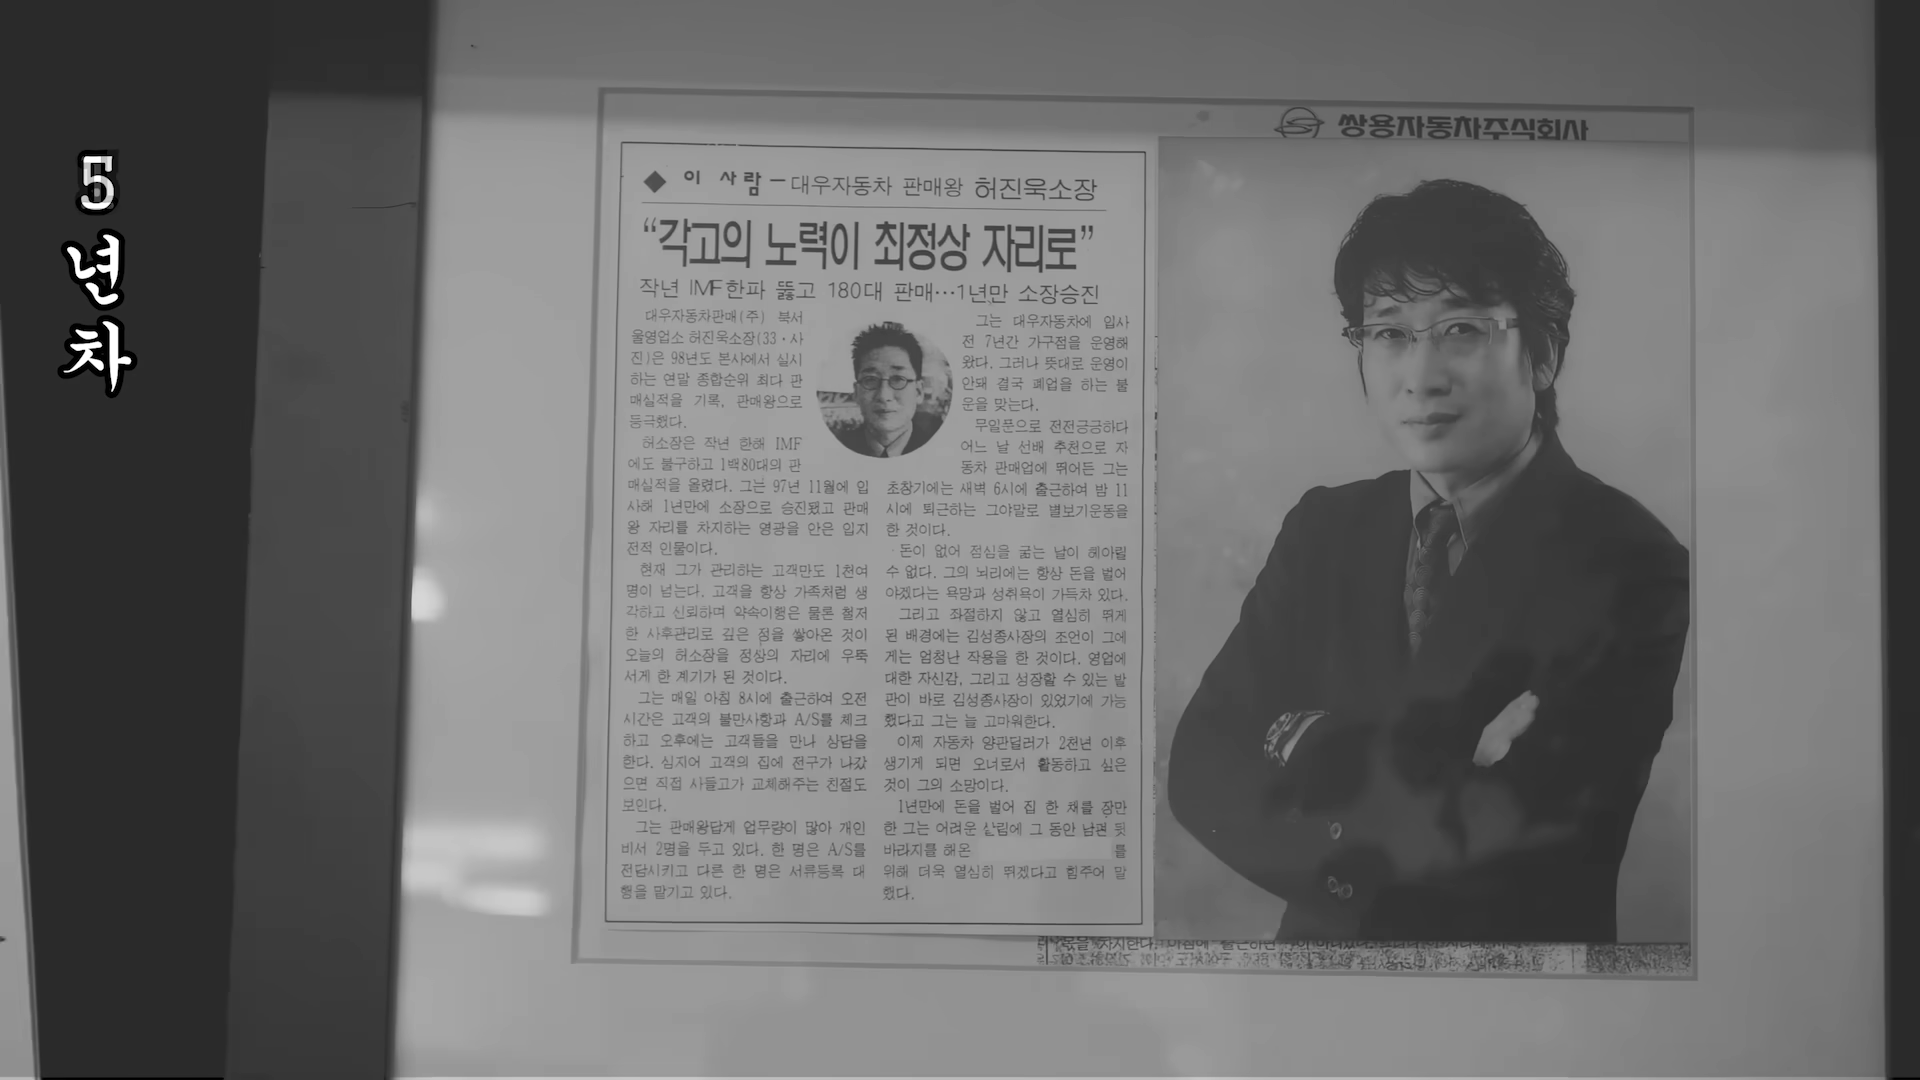 5
년
차
쌍용자동차주식회사
◆ 이 사람 – 대우자동차 판매왕 허진욱소장
“각고의 노력이 최정상 자리로”
작년 IMF한파 뚫고 180대 판매…1년만 소장승진
대우자동차판매(주) 북서
울영업소 허진욱소장(33·사
진)은 98년도 본사에서 실시
하는 연말 종합순위 최다 판
매실적을 기록, 판매왕으로
등극했다.
허소장은 작년 한해 IMF
에도 불구하고 1백80대의 판
매실적을 올렸다. 그는 97년 11월에 입
사해 1년만에 소장으로 승진됐고 판매
왕 자리를 차지하는 영광을 안은 입지
전적 인물이다.
현재 그가 관리하는 고객만도 1천여
명이 넘는다. 고객을 항상 가족처럼 생
각하고 신뢰하며 약속이행은 물론 철저
한 사후관리로 깊은 점을 쌓아온 것이
오늘의 허소장을 정상의 자리에 우뚝
서게 한 계기가 된 것이다.
그는 매일 아침 8시에 출근하여 오전
시간은 고객의 불만사항과 A/S를 체크
하고 오후에는 고객들을 만나 상담을
한다. 심지어 고객의 집에 전구가 나갔
으면 직접 사들고가 교체해주는 친절도
보인다.
그는 판매왕답게 업무량이 많아 개인
비서 2명을 두고 있다. 한 명은 A/S를
전담시키고 다른 한 명은 서류등록 대
행을 맡기고 있다.
그는 대우자동차에 입사
전 7년간 가구점을 운영해
왔다. 그러나 뜻대로 운영이
안돼 결국 폐업을 하는 불
운을 맞는다.
무일푼으로 전전긍긍하다
어느 날 선배 추천으로 자
동차 판매업에 뛰어든 그는
초창기에는 새벽 6시에 출근하여 밤 11
시에 퇴근하는 그야말로 별보기운동을
한 것이다.
돈이 없어 점심을 굶는 날이 헤아릴
수 없다. 그의 뇌리에는 항상 돈을 벌어
야겠다는 욕망과 성취욕이 가득차 있다.
그리고 좌절하지 않고 열심히 뛰게
된 배경에는 김성종사장의 조언이 그에
게는 엄청난 작용을 한 것이다. 영업에
대한 자신감, 그리고 성장할 수 있는 발
판이 바로 김성종사장이 있었기에 가능
했다고 그는 늘 고마워한다.
이제 자동차 양판딜러가 2천년 이후
생기게 되면 오너로서 활동하고 싶은
것이 그의 소망이다.
1년만에 돈을 벌어 집 한 채를 장만
한 그는 어려운 살림에 그 동안 남편 뒷
바라지를 해온 를
위해 더욱 열심히 뛰겠다고 힘주어 말
했다.